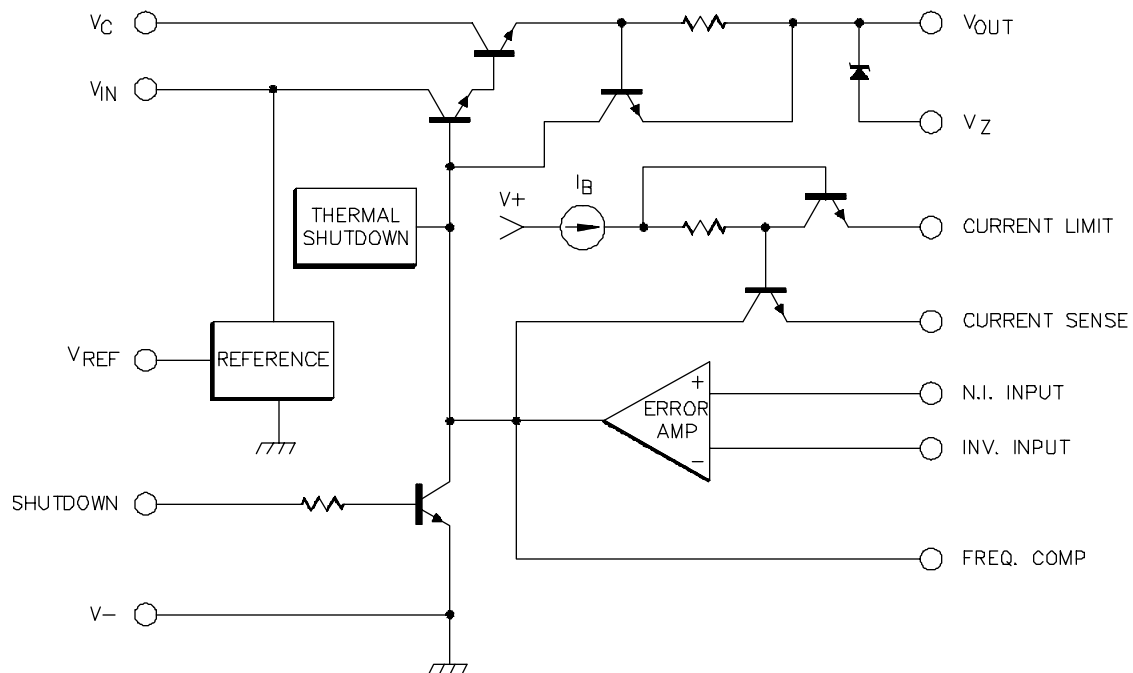 VC
VOUT
VIN
VZ
IB
V+
THERMAL
SHUTDOWN
CURRENT LIMIT
CURRENT SENSE
VREF
REFERENCE
+
N.I. INPUT
ERROR
AMP
INV. INPUT
−
SHUTDOWN
FREQ. COMP
V−